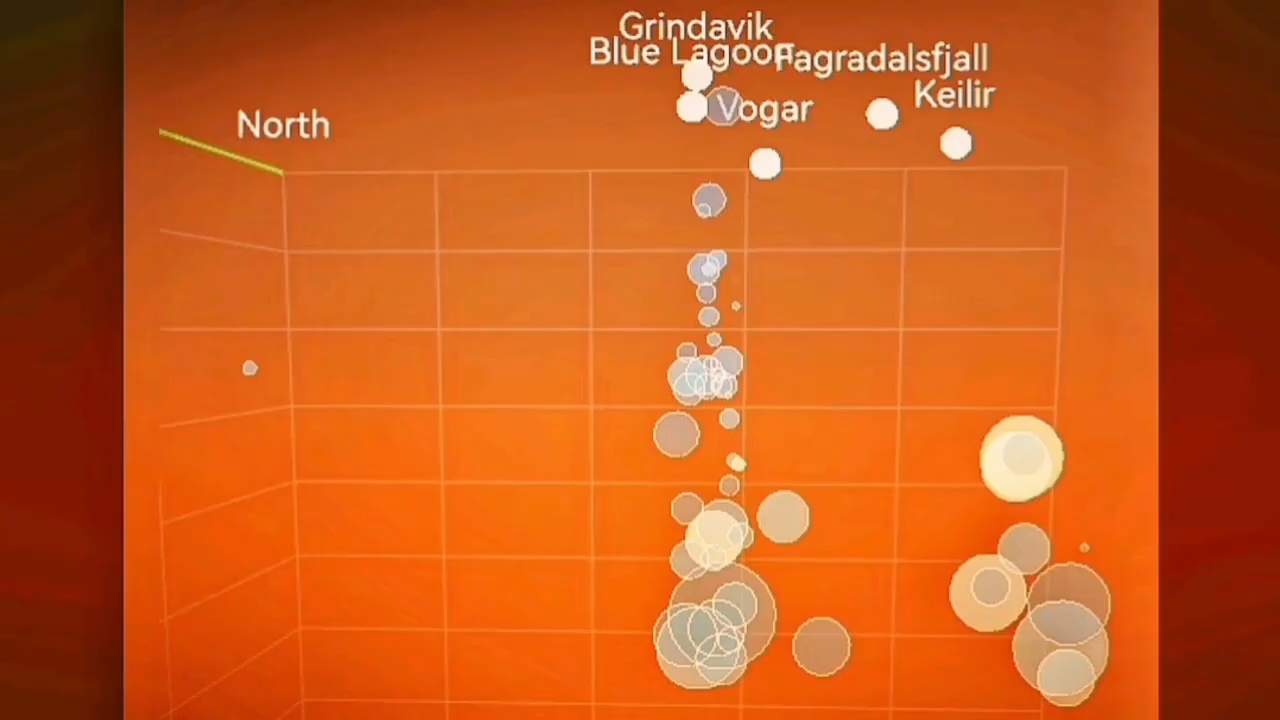 Grindavik
Blue Lagoon
Fagradalsfjall
Keilir
Vogar
North